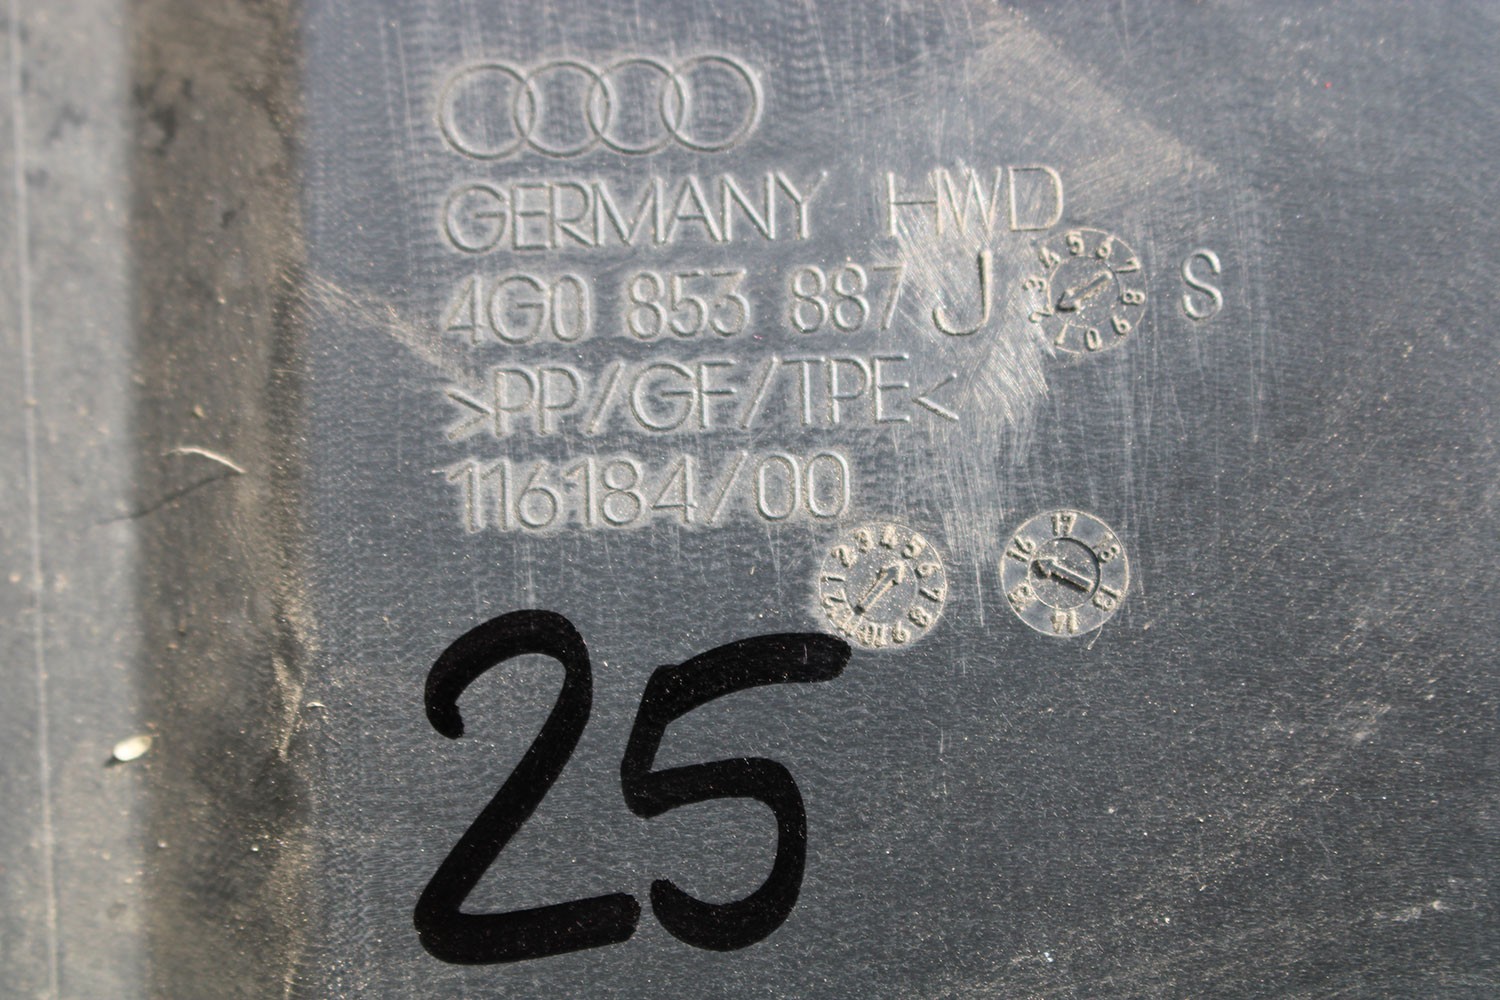 GERMANY HWD
4G0 853 887 J S
>PP/GF/TPE<
116184/00
25